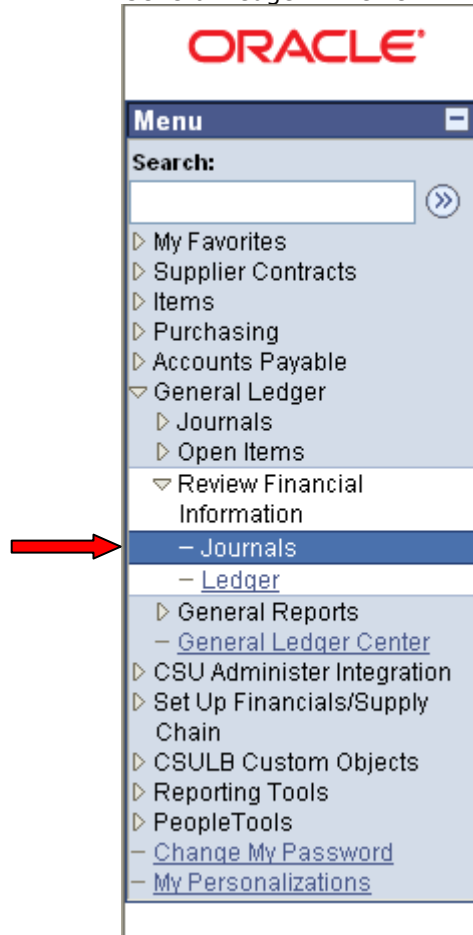 ORACLE
Menu
Search:
My Favorites
Supplier Contracts
Items
Purchasing
Accounts Payable
General Ledger
Journals
Open Items
Review Financial
Information
– Journals
– Ledger
General Reports
– General Ledger Center
CSU Administer Integration
Set Up Financials/Supply
Chain
CSULB Custom Objects
Reporting Tools
PeopleTools
– Change My Password
– My Personalizations